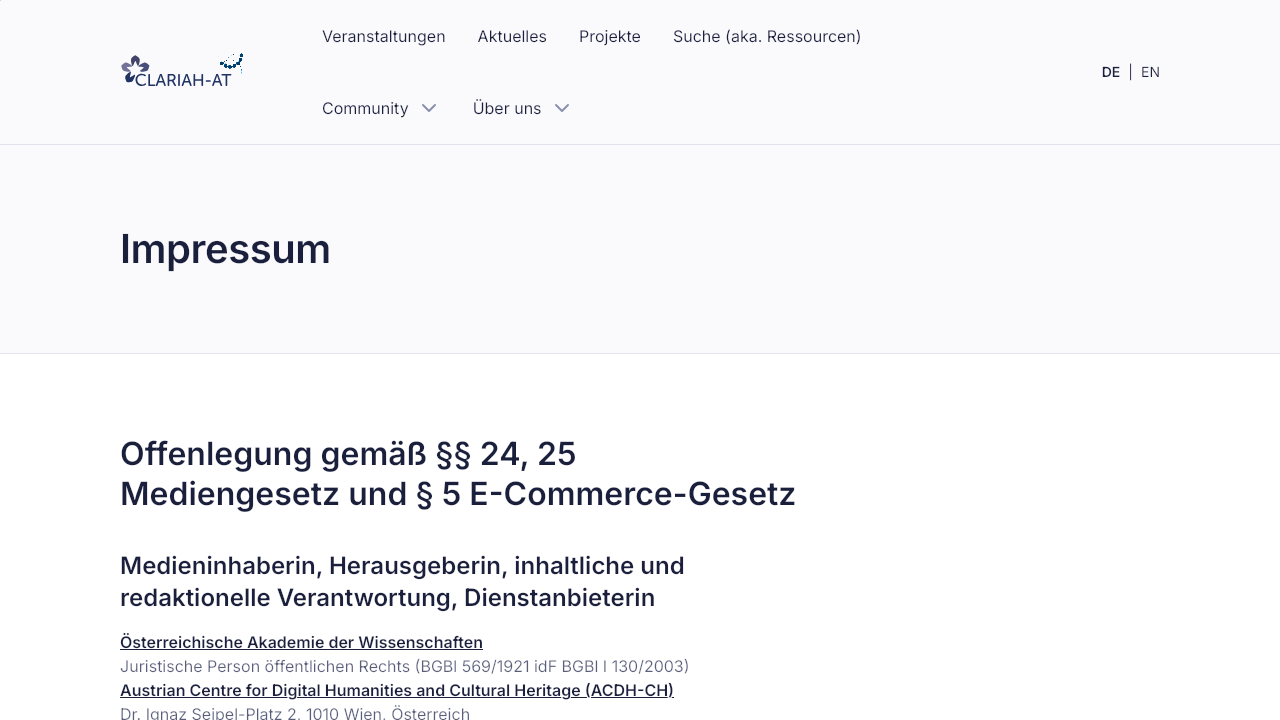 CLARIAH-AT
Veranstaltungen
Aktuelles
Projekte
Suche (aka. Ressourcen)
Community
Über uns
DE | EN
Impressum
Offenlegung gemäß §§ 24, 25
Mediengesetz und § 5 E-Commerce-Gesetz
Medieninhaberin, Herausgeberin, inhaltliche und
redaktionelle Verantwortung, Dienstanbieterin
Österreichische Akademie der Wissenschaften
Juristische Person öffentlichen Rechts (BGBl 569/1921 idF BGBl I 130/2003)
Austrian Centre for Digital Humanities and Cultural Heritage (ACDH-CH)
Dr. Ignaz Seipel-Platz 2, 1010 Wien, Österreich